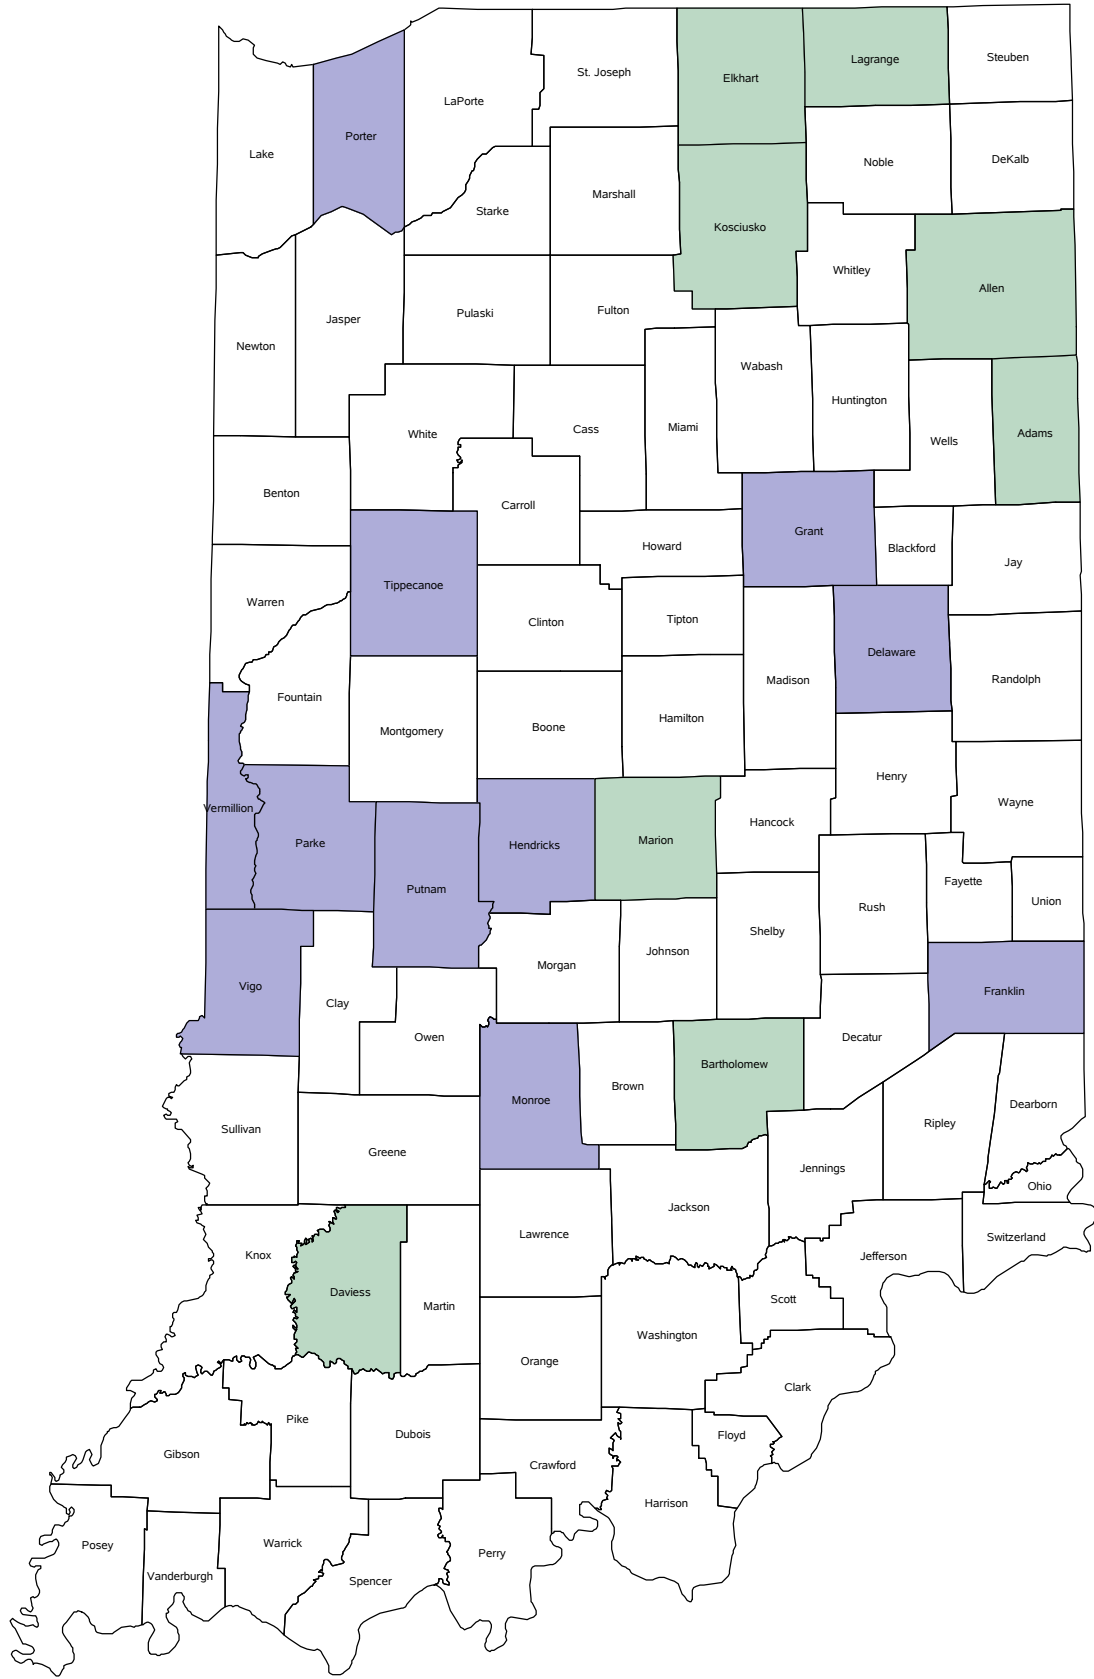 Steuben
Lagrange
St. Joseph
Elkhart
LaPorte
Porter
Lake
DeKalb
Noble
Marshall
Starke
Kosciusko
Whitley
Allen
Fulton
Pulaski
Jasper
Newton
Wabash
Huntington
Miami
Cass
White
Adams
Wells
Benton
Carroll
Grant
Howard
Blackford
Jay
Tippecanoe
Warren
Clinton
Tipton
Delaware
Randolph
Madison
Fountain
Hamilton
Boone
Montgomery
Henry
Wayne
Vermillion
Hancock
Marion
Hendricks
Parke
Putnam
Fayette
Union
Rush
Shelby
Johnson
Morgan
Vigo
Franklin
Clay
Owen
Decatur
Bartholomew
Brown
Monroe
Dearborn
Ripley
Sullivan
Greene
Jennings
Ohio
Jackson
Lawrence
Switzerland
Jefferson
Knox
Daviess
Martin
Scott
Washington
Orange
Clark
Pike
Dubois
Floyd
Gibson
Crawford
Harrison
Posey
Warrick
Perry
Vanderburgh
Spencer